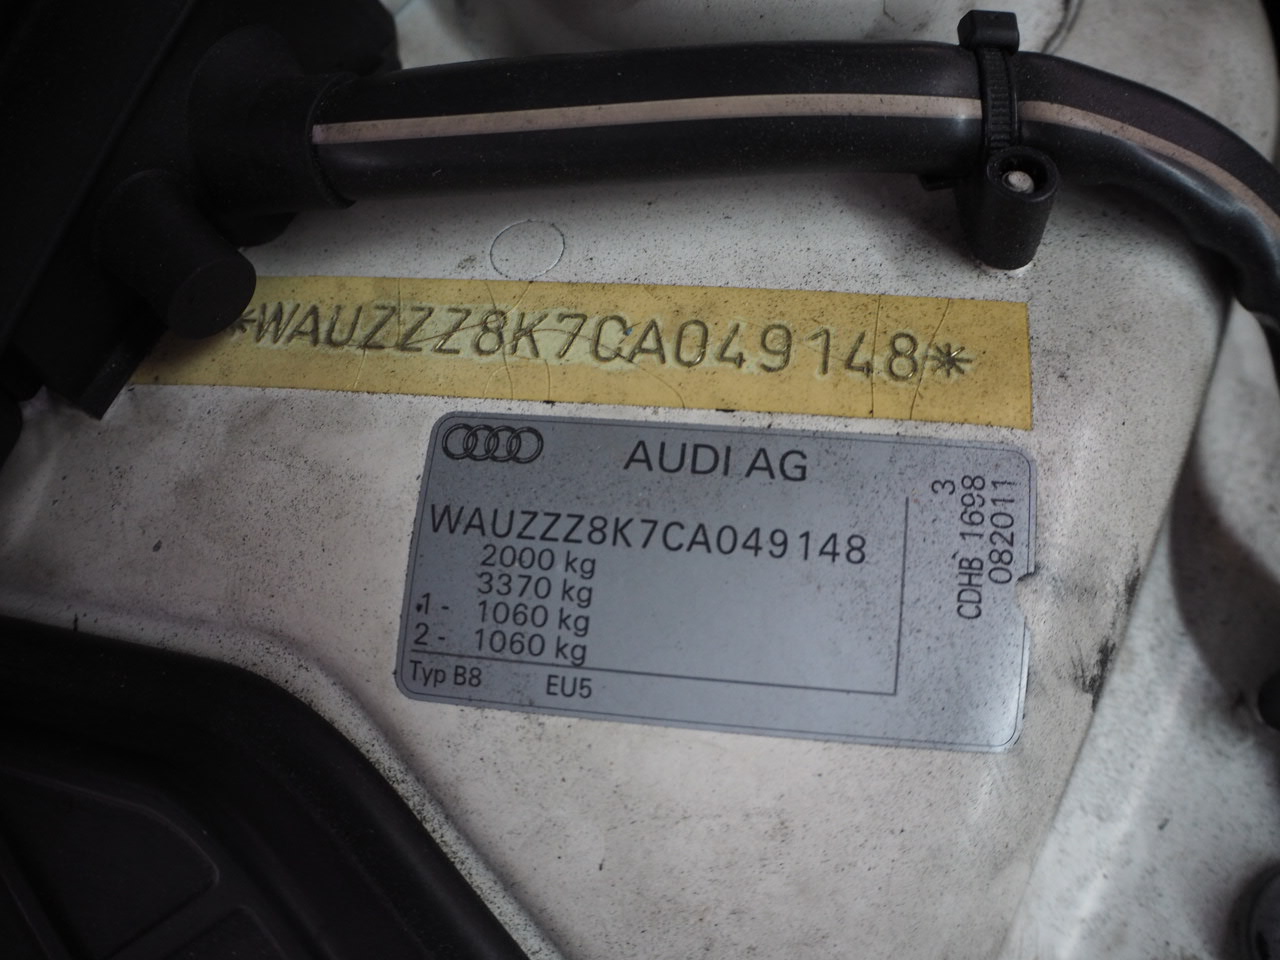 *WAUZZZ8K7CA049148*
AUDI AG
WAUZZZ8K7CA049148
2000 kg
3370 kg
1- 1060 kg
2- 1060 kg
Typ B8 EU5
3
CDHB 1698
082011